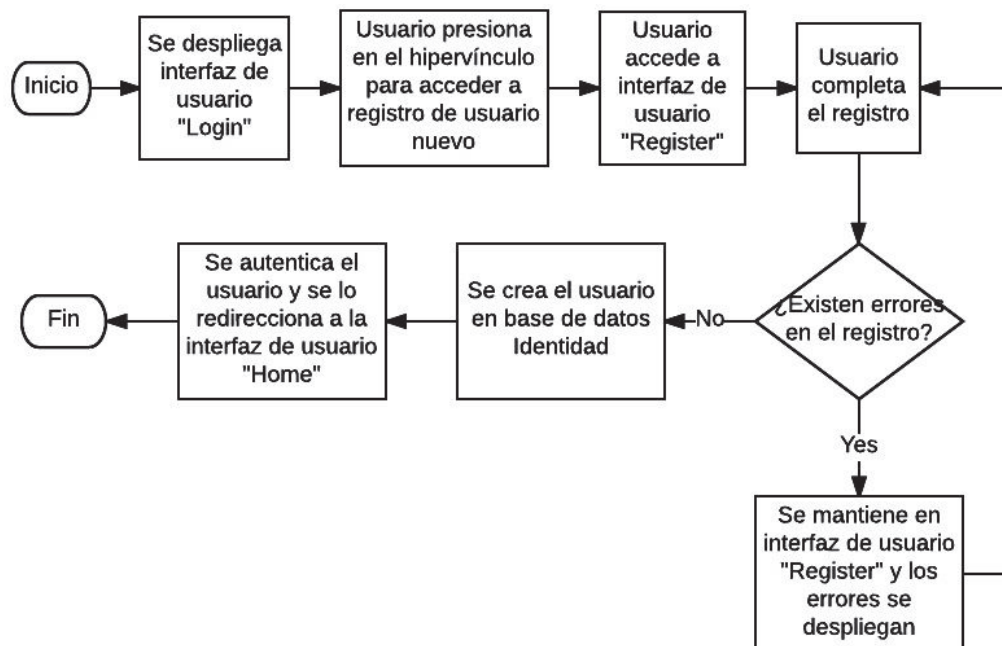 Inicio
Se despliega
interfaz de
usuario
"Login"
Usuario presiona
en el hipervínculo
para acceder a
registro de usuario
nuevo
Usuario
accede a
interfaz de
usuario
"Register"
Usuario
completa
el registro
¿Existen errores
en el registro?
No
Se crea el usuario
en base de datos
Identidad
Se autentica el
usuario y se lo
redirecciona a la
interfaz de usuario
"Home"
Fin
Yes
Se mantiene en
interfaz de usuario
"Register" y los
errores se
despliegan